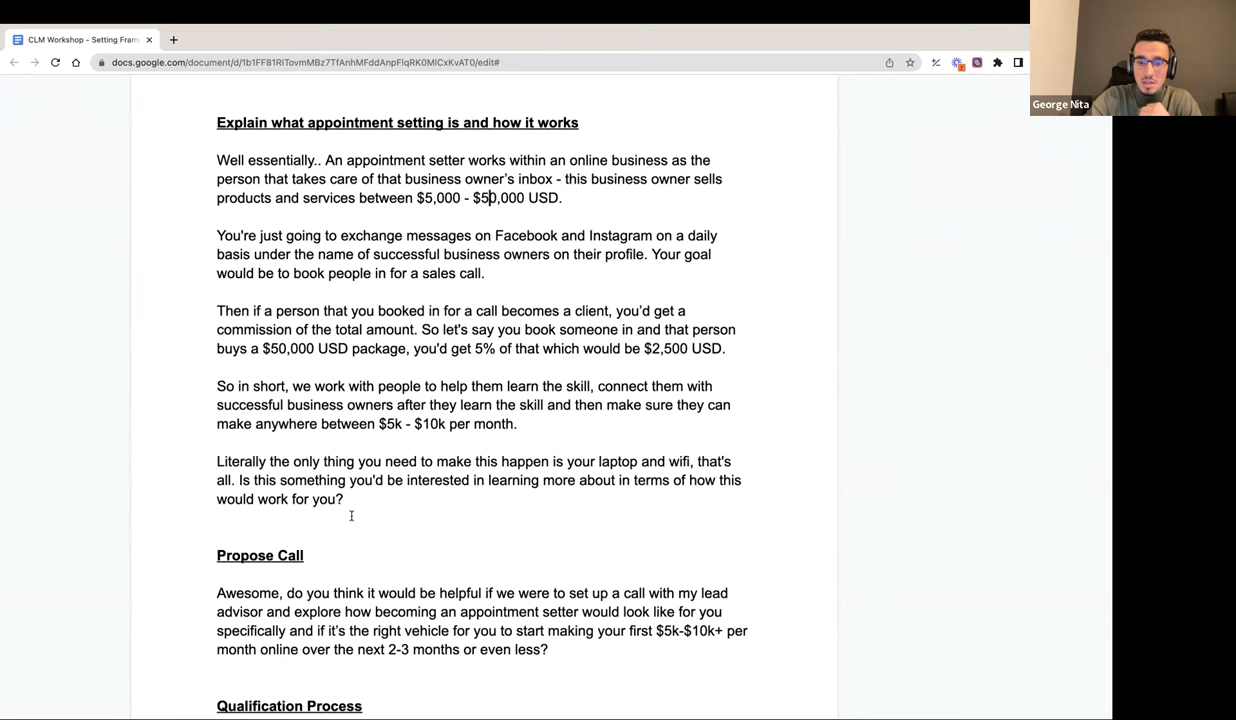 CLM Workshop - Setting Fram
docs.google.com/document/d/1b1FF81RlTovmMBz7TfAnhMFddAnpFlqRK0MlCxKvAT0/edit#
George Nita
Explain what appointment setting is and how it works
Well essentially.. An appointment setter works within an online business as the
person that takes care of that business owner's inbox - this business owner sells
products and services between $5,000 - $50,000 USD.
You're just going to exchange messages on Facebook and Instagram on a daily
basis under the name of successful business owners on their profile. Your goal
would be to book people in for a sales call.
Then if a person that you booked in for a call becomes a client, you'd get a
commission of the total amount. So let's say you book someone in and that person
buys a $50,000 USD package, you'd get 5% of that which would be $2,500 USD.
So in short, we work with people to help them learn the skill, connect them with
successful business owners after they learn the skill and then make sure they can
make anywhere between $5k - $10k per month.
Literally the only thing you need to make this happen is your laptop and wifi, that's
all. Is this something you'd be interested in learning more about in terms of how this
would work for you?
Propose Call
Awesome, do you think it would be helpful if we were to set up a call with my lead
advisor and explore how becoming an appointment setter would look like for you
specifically and if it's the right vehicle for you to start making your first $5k-$10k+ per
month online over the next 2-3 months or even less?
Qualification Process